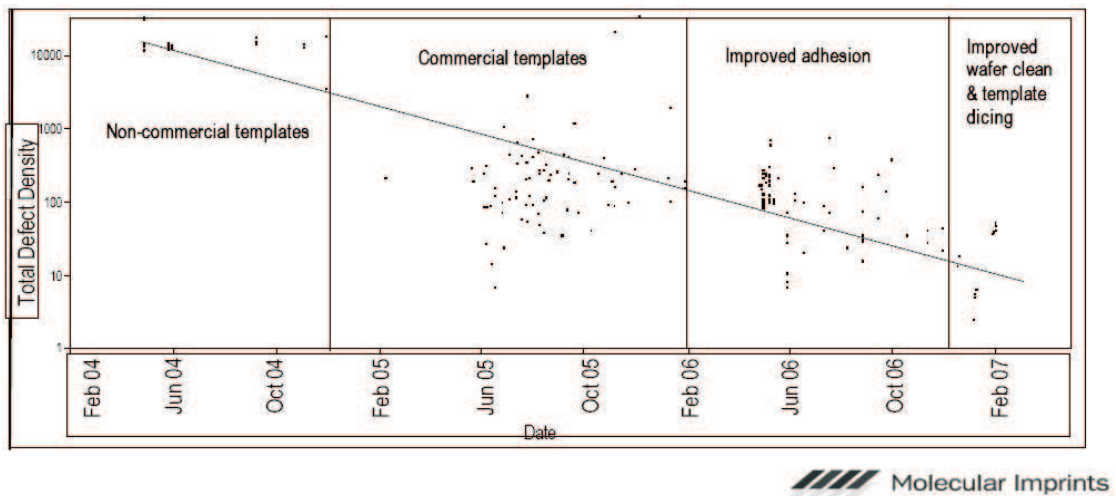 Total Defect Density
10000
1000
100
10
1
Non-commercial templates
Commercial templates
Improved adhesion
Improved
wafer clean
& template
dicing
Feb 04
Jun 04
Oct 04
Feb 05
Jun 05
Oct 05
Feb 06
Jun 06
Oct 06
Feb 07
Date
Molecular Imprints